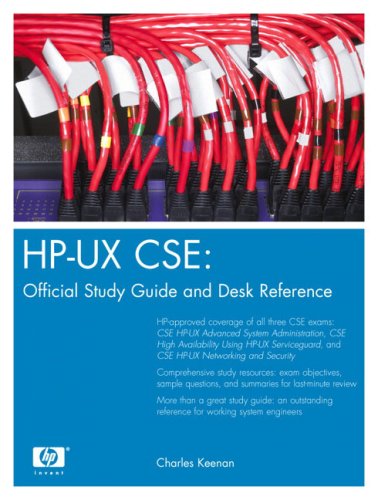 HP-UX CSE:
Official Study Guide and Desk Reference
HP-approved coverage of all three CSE exams:
CSE HP-UX Advanced System Administration, CSE
High Availability Using HP-UX Serviceguard, and
CSE HP-UX Networking and Security
Comprehensive study resources: exam objectives,
sample questions, and summaries for last-minute review
More than a great study guide: an outstanding
reference for working system engineers
hp
invent
Charles Keenan